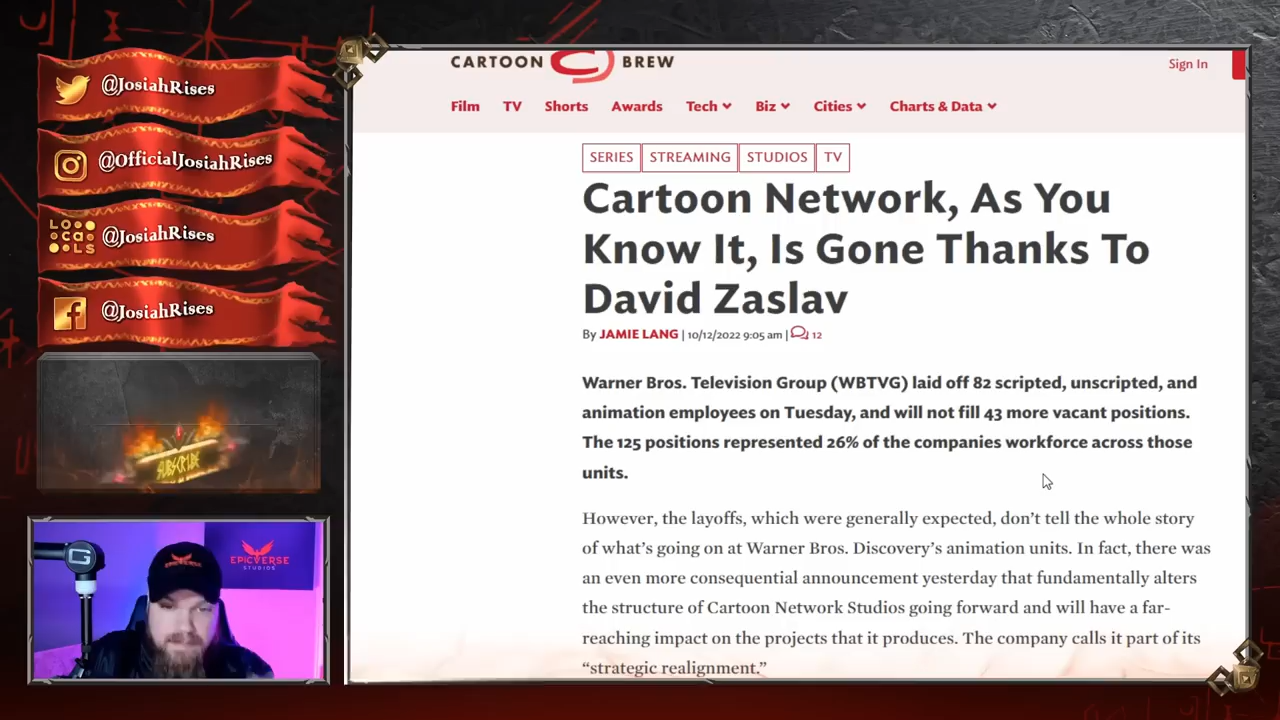 @JosiahRises
@OfficialJosiahRises
LOCALS
@JosiahRises
@JosiahRises
SUBSCRIBE
EPICVERSE
STUDIOS
EPICVERSE
CARTOON BREW
Sign In
Film TV Shorts Awards Tech Biz Cities Charts & Data
SERIES STREAMING STUDIOS TV
Cartoon Network, As You
Know It, Is Gone Thanks To
David Zaslav
By JAMIE LANG | 10/12/2022 9:05 am | 12
Warner Bros. Television Group (WBTVG) laid off 82 scripted, unscripted, and
animation employees on Tuesday, and will not fill 43 more vacant positions.
The 125 positions represented 26% of the companies workforce across those
units.
However, the layoffs, which were generally expected, don't tell the whole story
of what's going on at Warner Bros. Discovery's animation units. In fact, there was
an even more consequential announcement yesterday that fundamentally alters
the structure of Cartoon Network Studios going forward and will have a far-
reaching impact on the projects that it produces. The company calls it part of its
“strategic realignment.”